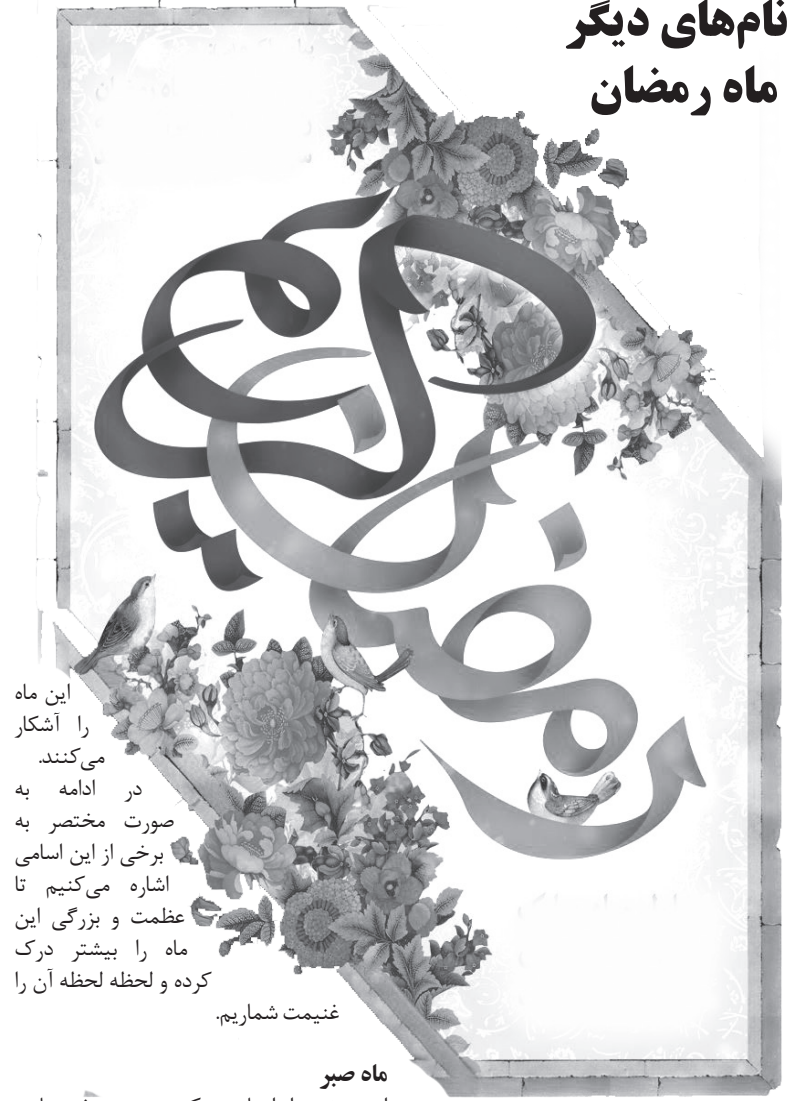 نام‌های دیگر
ماه رمضان
رمضان کریم
این ماه
را آشکار
می‌کنند.
در ادامه به
صورت مختصر به
برخی از این اسامی
اشاره می‌کنیم تا
عظمت و بزرگی این
ماه را بیشتر درک
کرده و لحظه لحظه آن را
غنیمت شماریم.
ماه صبر